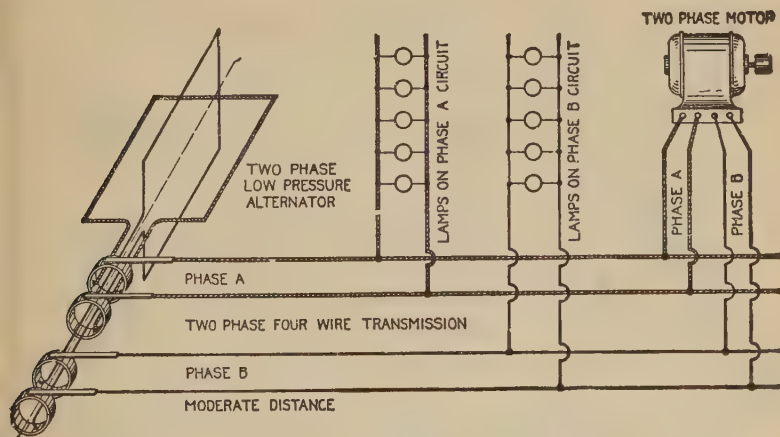 TWO PHASE MOTOR
LAMPS ON PHASE A CIRCUIT
LAMPS ON PHASE B CIRCUIT
TWO PHASE
LOW PRESSURE
ALTERNATOR
PHASE A
PHASE B
PHASE A
TWO PHASE FOUR WIRE TRANSMISSION
PHASE B
MODERATE DISTANCE